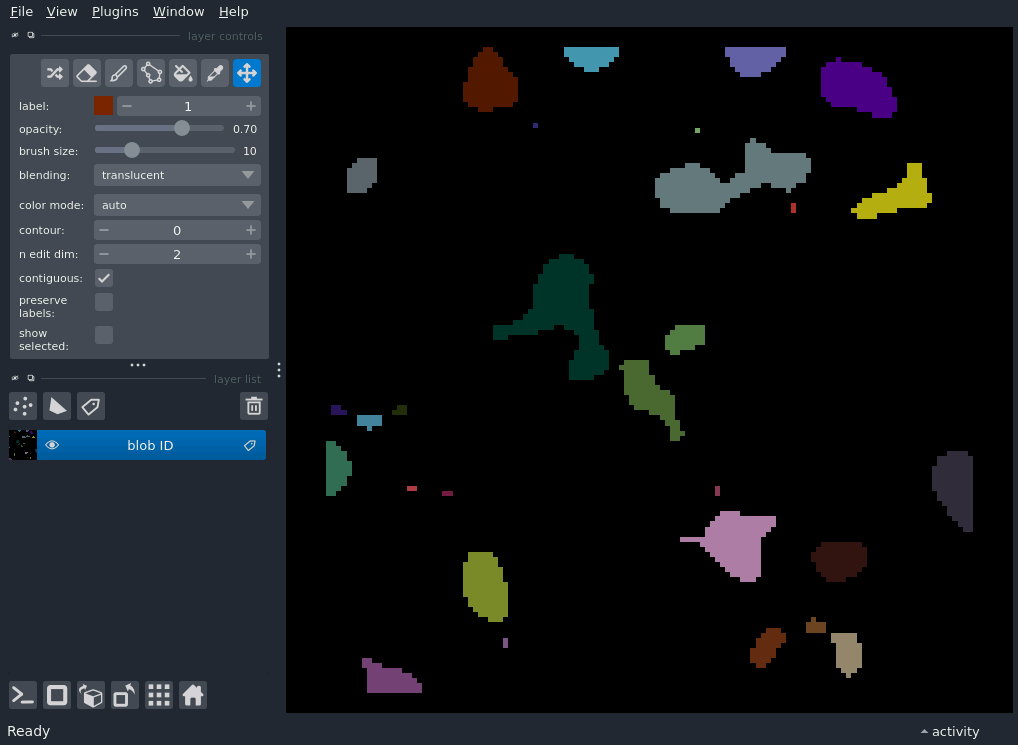 File View Plugins Window Help
layer controls
label: 1
opacity: 0.70
brush size: 10
blending: translucent
color mode: auto
contour: 0
n edit dim: 2
contiguous:
preserve
labels:
show
selected:
layer list
blob ID
Ready
activity